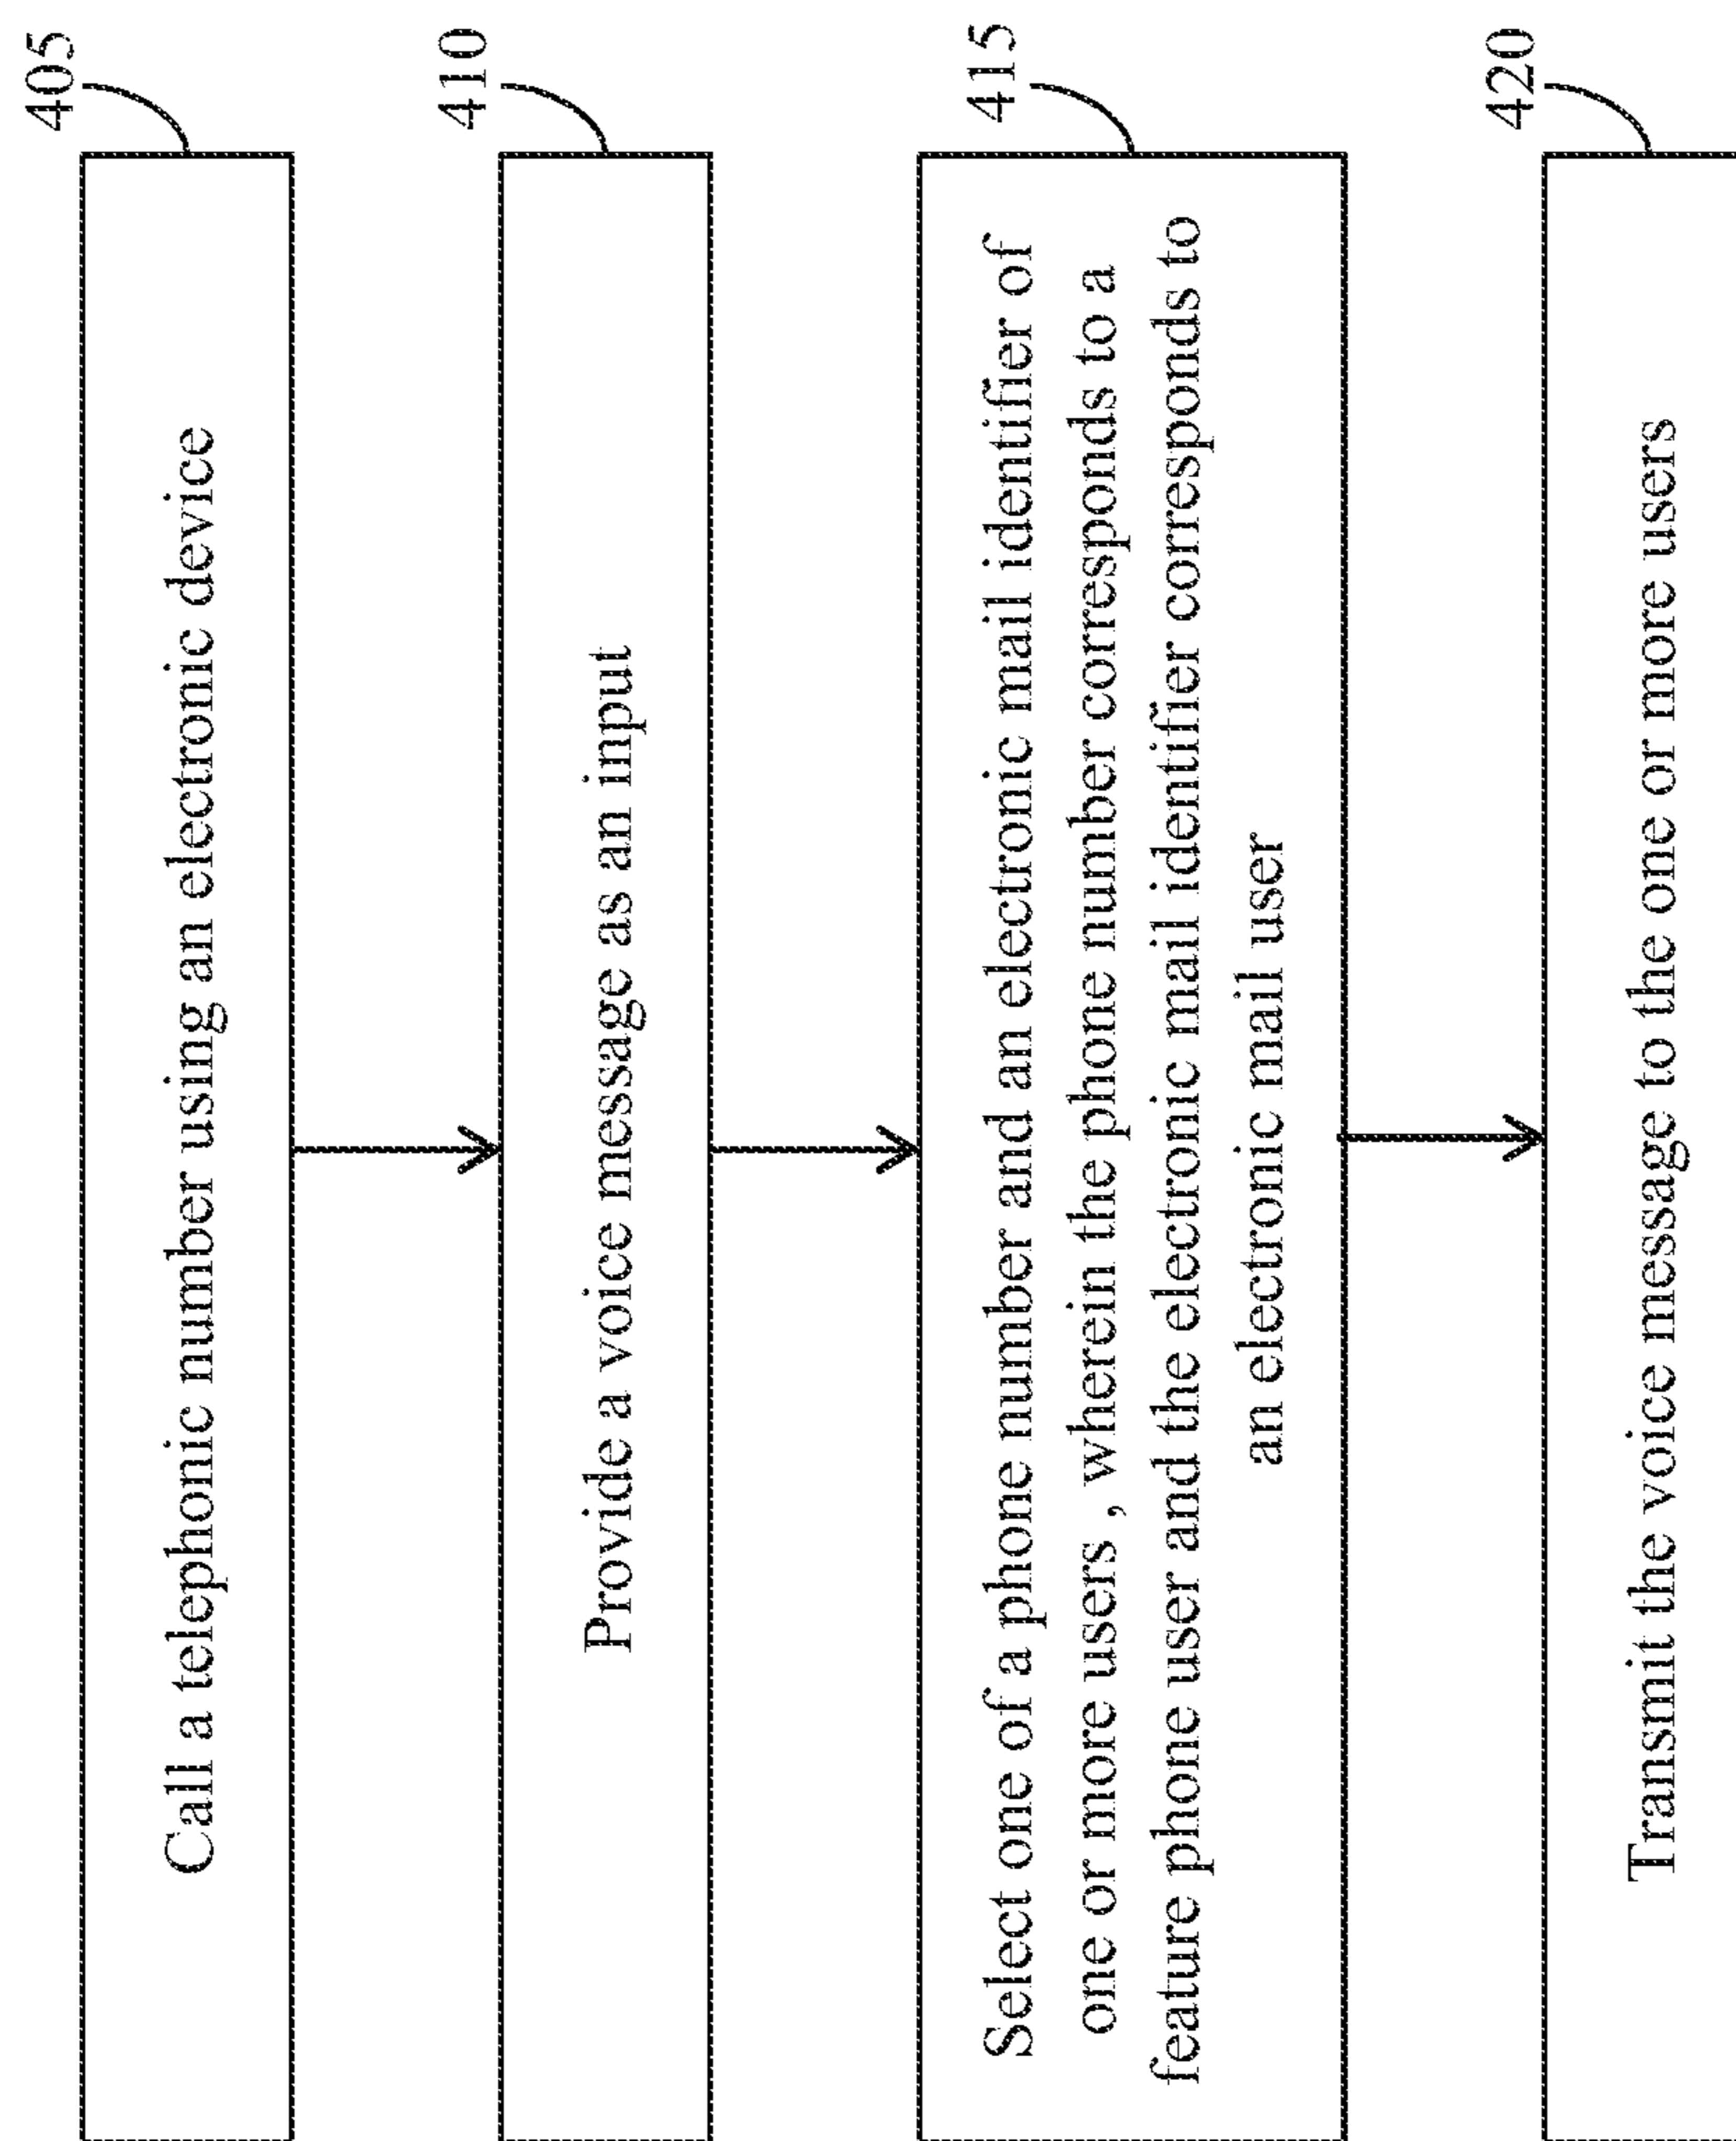 405
Call a telephonic number using an electronic device
410
Provide a voice message as an input
415
Select one of a phone number and an electronic mail identifier of
one or more users , wherein the phone number corresponds to a
feature phone user and the electronic mail identifier corresponds to
an electronic mail user
420
Transmit the voice message to the one or more users